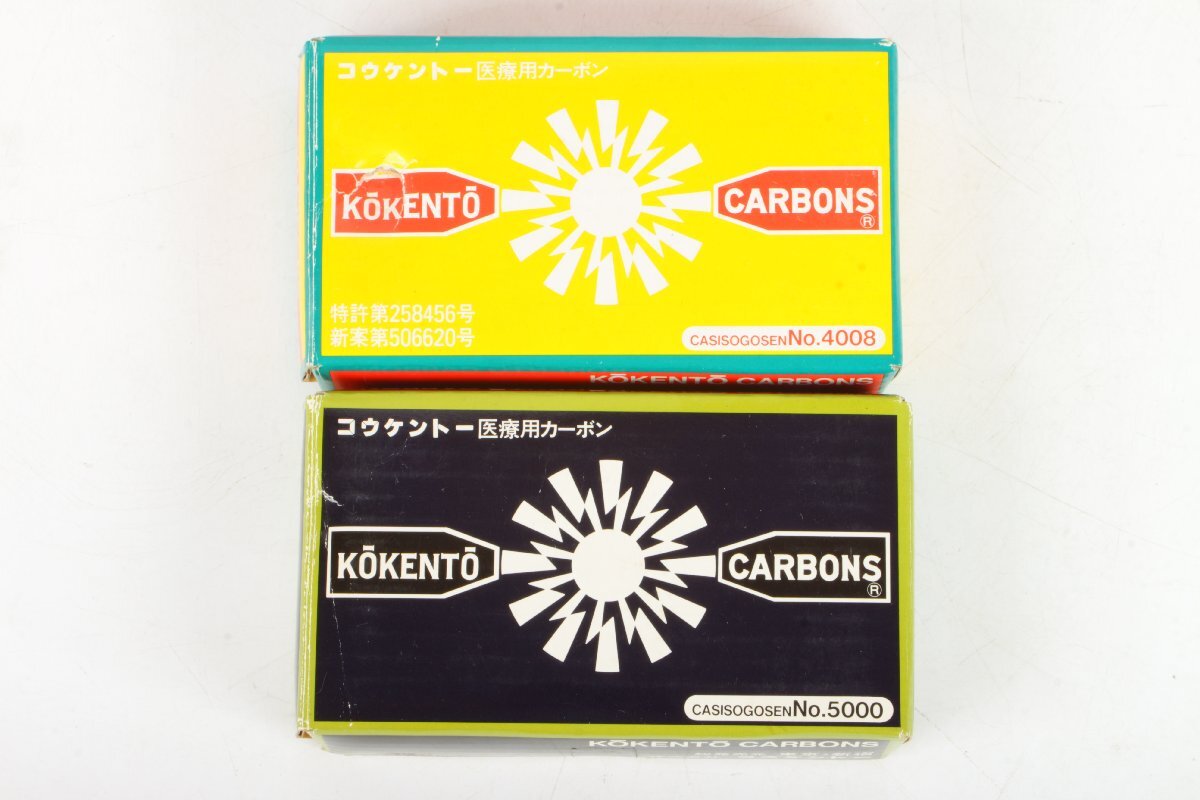 コウケントー医療用カーボン
KŌKENTŌ
CARBONS
®
特許第258456号
新案第506620号
CASISOGOSEN No.4008
KŌKENTŌ CARBONS
コウケントー医療用カーボン
KŌKENTŌ
CARBONS
®
CASISOGOSEN No.5000
KŌKENTŌ CARBONS